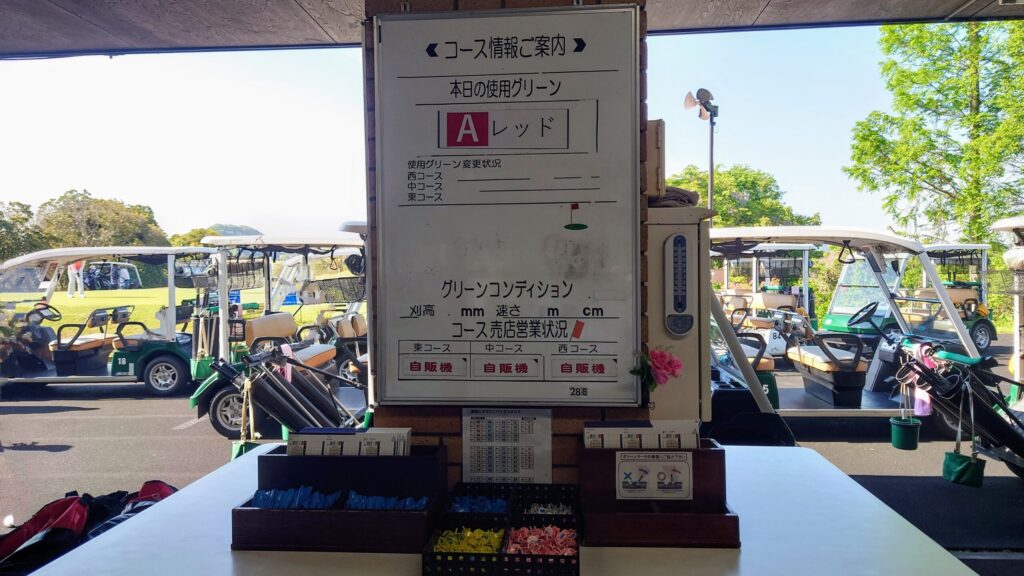 コース情報ご案内
本日の使用グリーン
A レッド
使用グリーン変更状況
西コース
中コース
東コース
グリーンコンディション
刈高 mm 速さ m cm
コース売店営業状況
東コース 中コース 西コース
自販機 自販機 自販機
28日